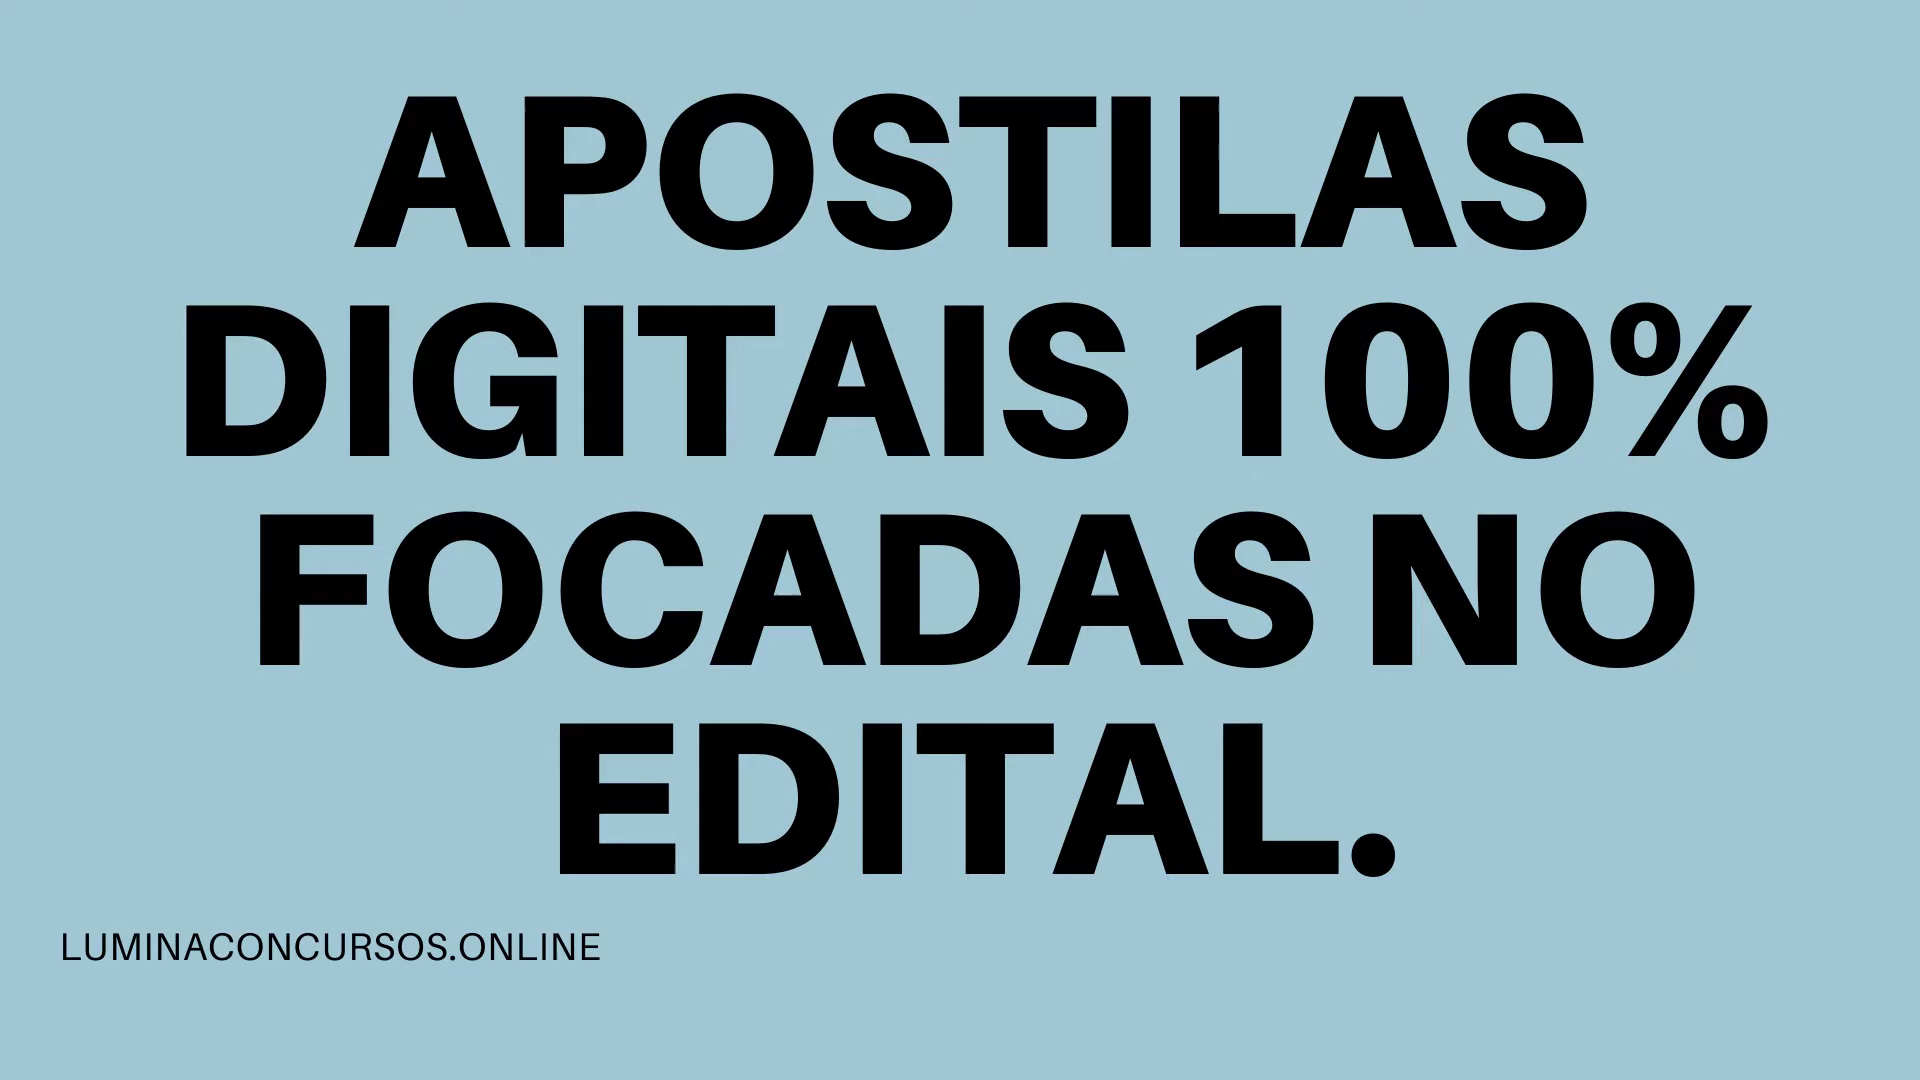 APOSTILAS
DIGITAIS 100%
FOCADAS NO
EDITAL.
LUMINACONCURSOS.ONLINE